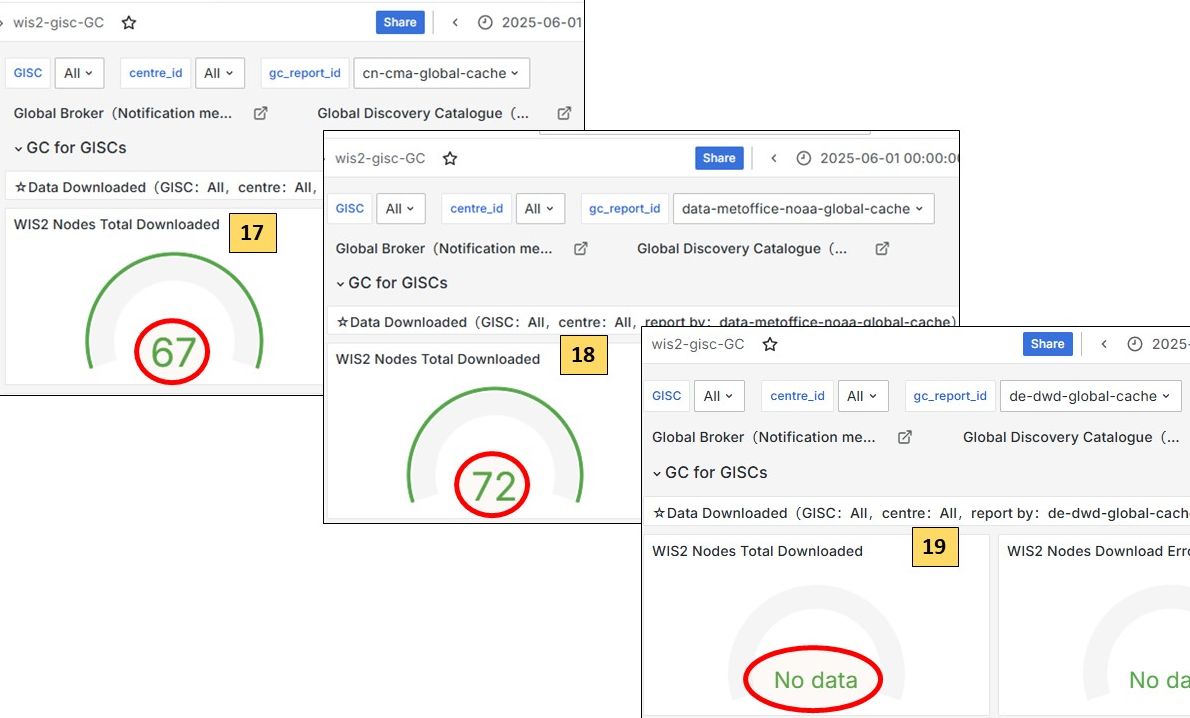 wis2-gisc-GC Share 2025-06-01
GISC All centre_id All gc_report_id cn-cma-global-cache
Global Broker（Notification me... Global Discovery Catalogue（...
GC for GISCs
☆Data Downloaded（GISC：All，centre：All，
WIS2 Nodes Total Downloaded
17
67
wis2-gisc-GC Share 2025-06-01 00:00:00
GISC All centre_id All gc_report_id data-metoffice-noaa-global-cache
Global Broker（Notification me... Global Discovery Catalogue（...
GC for GISCs
☆Data Downloaded（GISC：All，centre：All，report by：data-metoffice-noaa-global-cache）
WIS2 Nodes Total Downloaded
18
72
wis2-gisc-GC Share 2025-
GISC All centre_id All gc_report_id de-dwd-global-cache
Global Broker（Notification me... Global Discovery Catalogue（...
GC for GISCs
☆Data Downloaded（GISC：All，centre：All，report by：de-dwd-global-cach
19
WIS2 Nodes Total Downloaded WIS2 Nodes Download Erro
No data No da